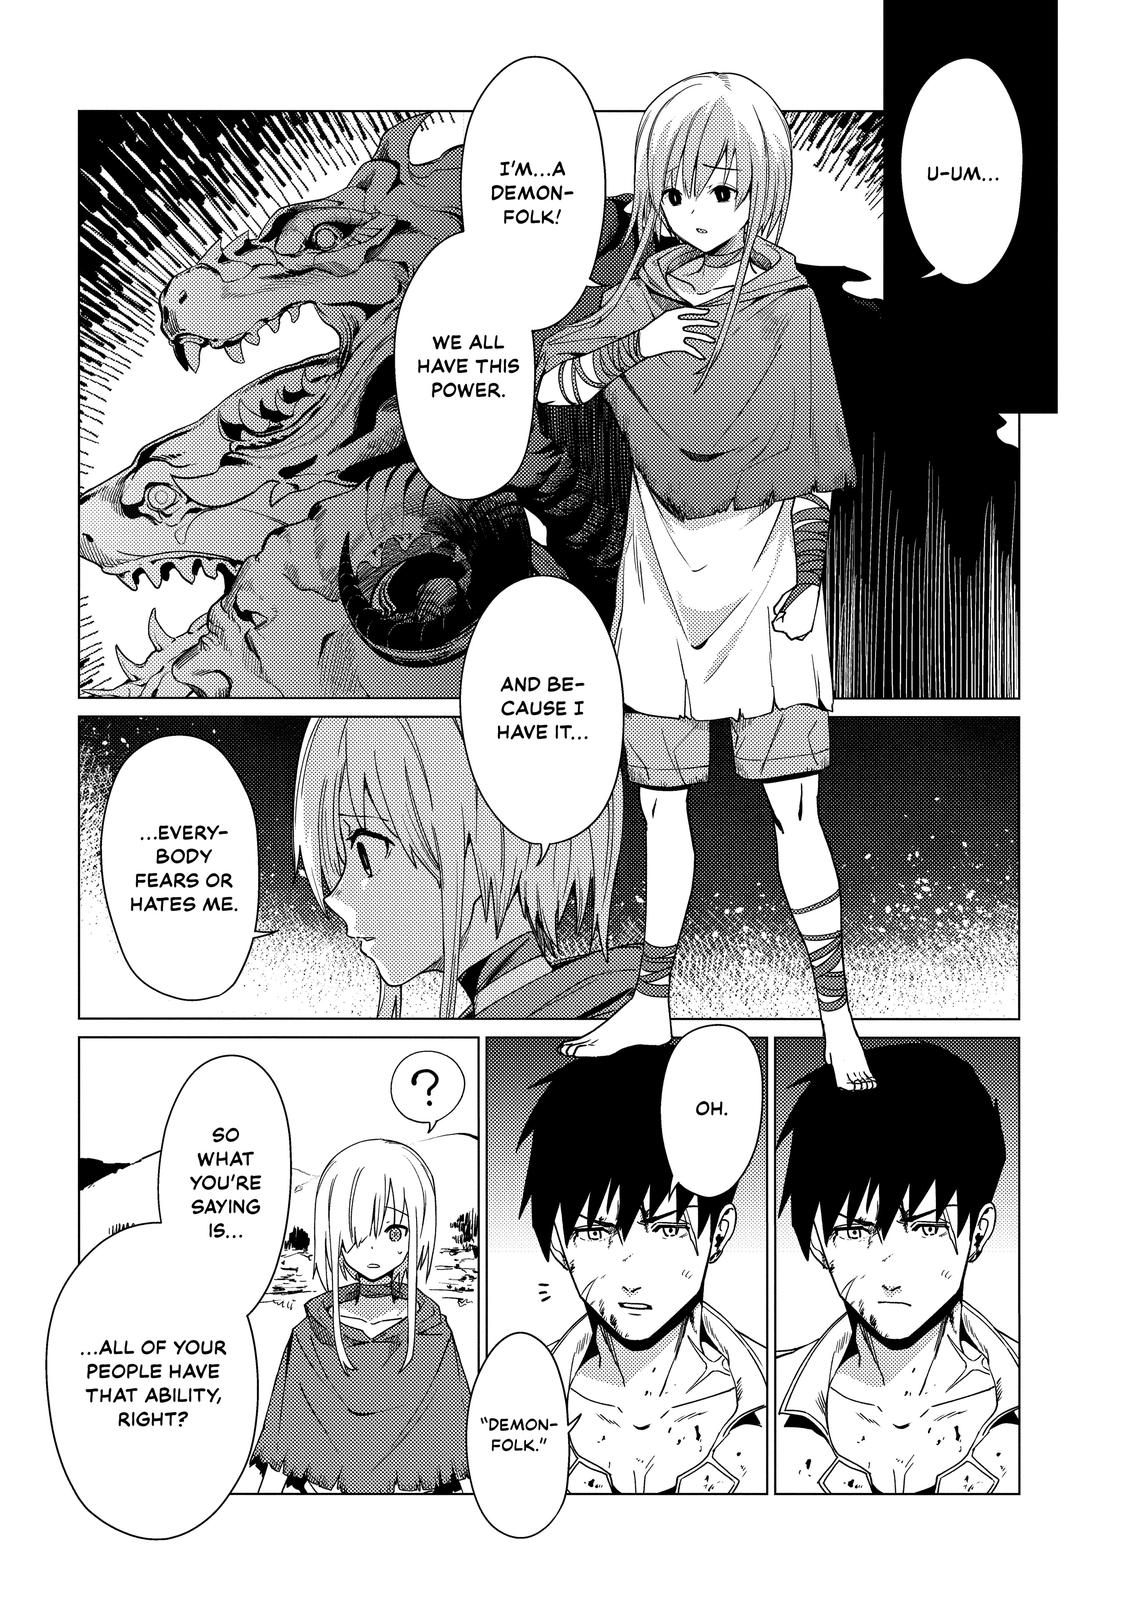 U-UM...
I'M...A
DEMON-
FOLK!
WE ALL
HAVE THIS
POWER.
AND BE-
CAUSE I
HAVE IT...
...EVERY-
BODY
FEARS OR
HATES ME.
OH.
"DEMON-
FOLK."
?
SO
WHAT
YOU'RE
SAYING
IS...
...ALL OF YOUR
PEOPLE HAVE
THAT ABILITY,
RIGHT?